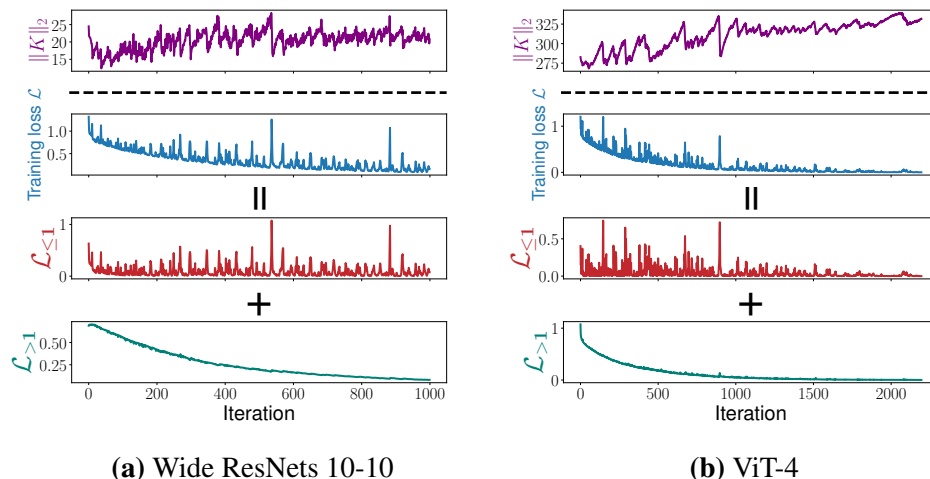 ‖K‖₂
25
20
15
Training loss ℒ
1.0
0.5
=
ℒ≤1
1
0
+
ℒ>1
0.50
0.25
0 200 400 600 800 1000
Iteration
(a) Wide ResNets 10-10
‖K‖₂
325
300
275
Training loss ℒ
1
0
=
ℒ≤1
0.5
0.0
+
ℒ>1
1
0
0 500 1000 1500 2000
Iteration
(b) ViT-4